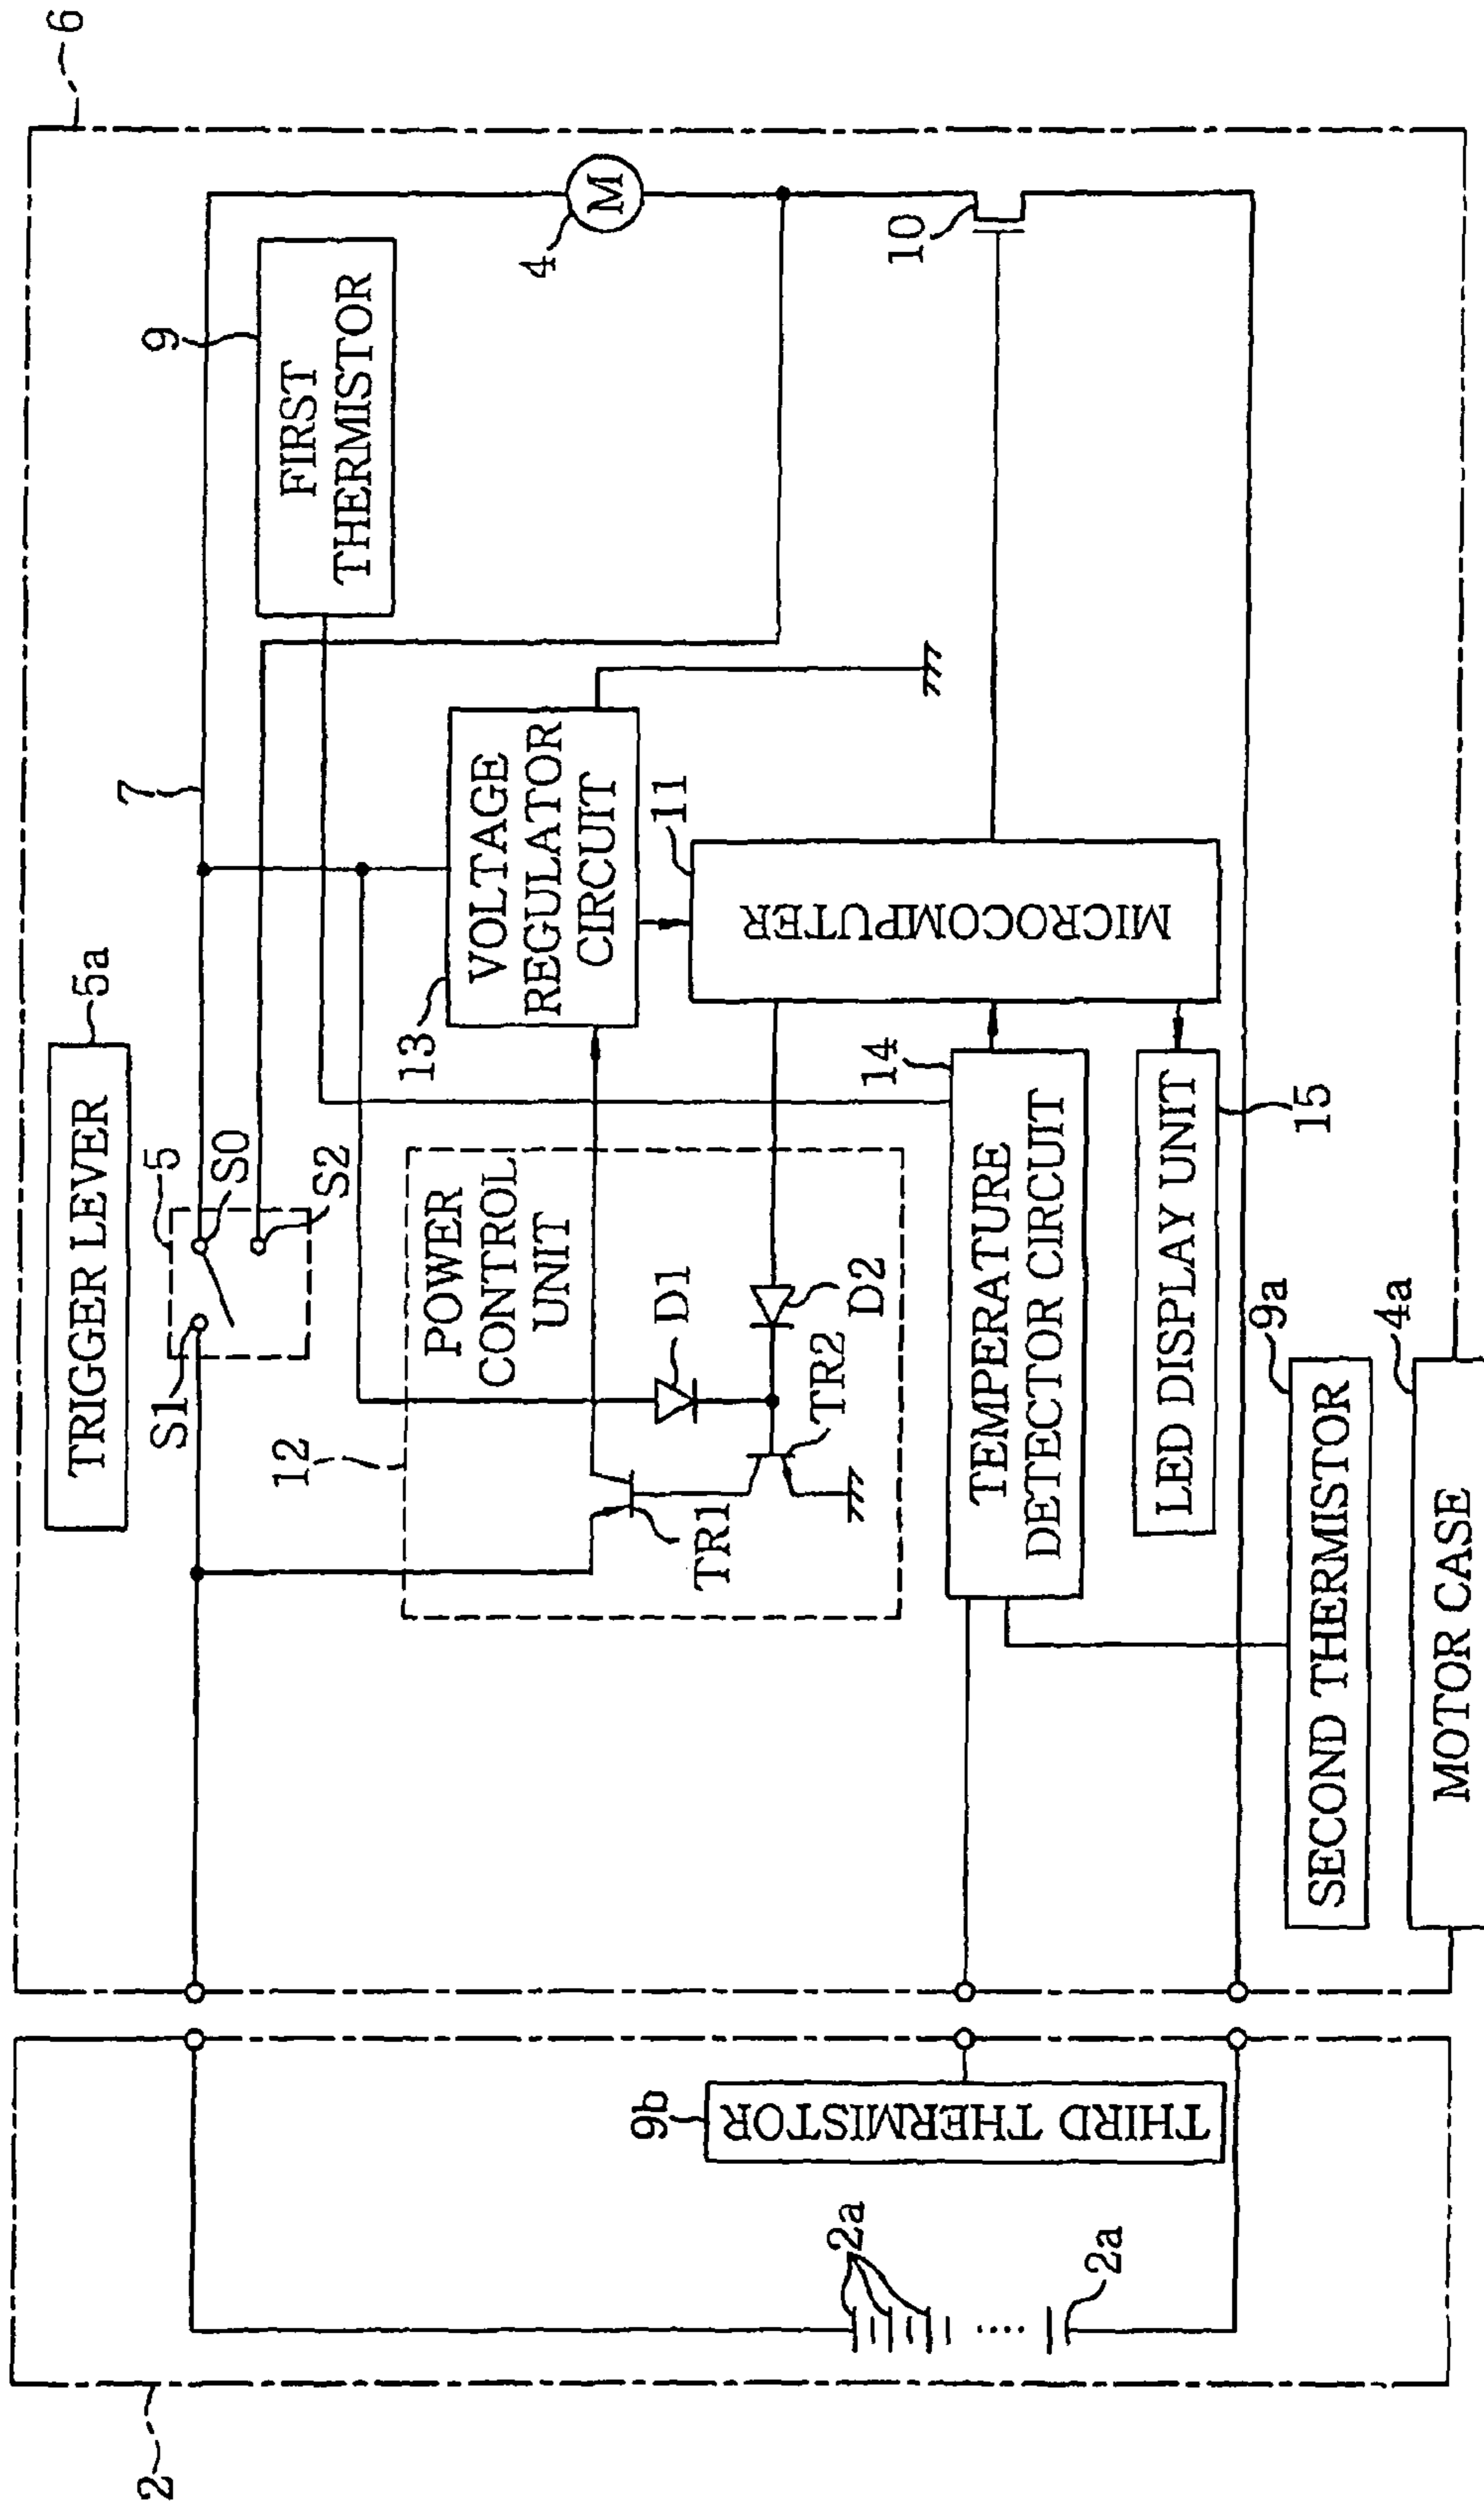 6
TRIGGER LEVER
5a
7
9
FIRST
THERMISTOR
5
S0
S1
S2
4
M
13
VOLTAGE
REGULATOR
CIRCUIT
12
POWER
CONTROL
UNIT
D1
D2
TR1
TR2
11
MICROCOMPUTER
10
14
TEMPERATURE
DETECTOR CIRCUIT
LED DISPLAY UNIT
15
9a
SECOND THERMISTOR
4a
MOTOR CASE
9b
THIRD THERMISTOR
2a
2a
2